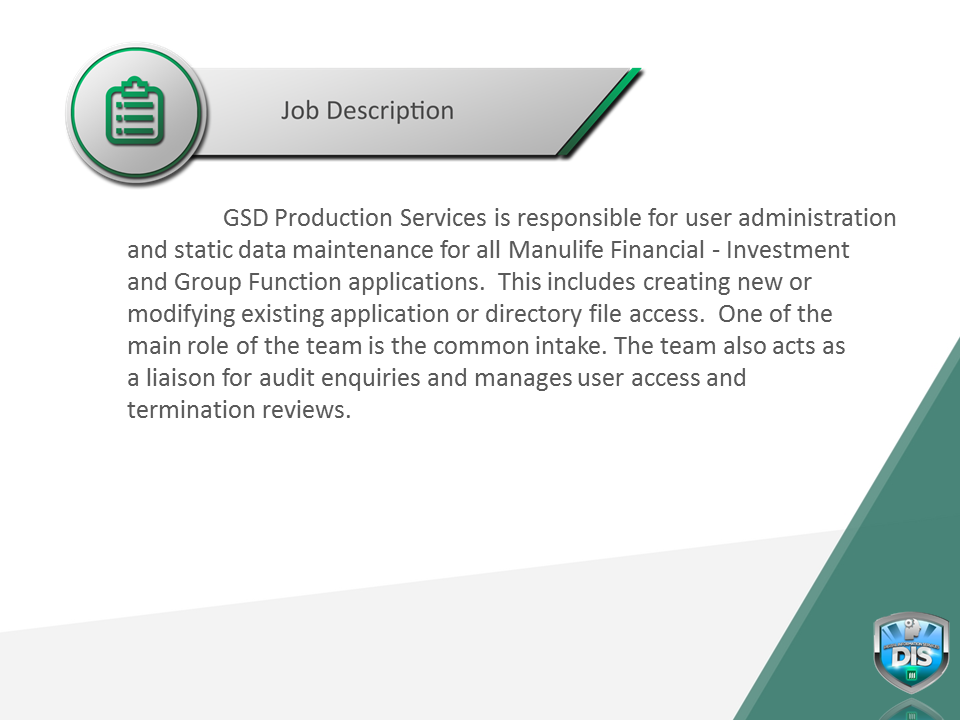 Job Description
GSD Production Services is responsible for user administration
and static data maintenance for all Manulife Financial - Investment
and Group Function applications.  This includes creating new or
modifying existing application or directory file access.  One of the
main role of the team is the common intake. The team also acts as
a liaison for audit enquiries and manages user access and
termination reviews.
DIS